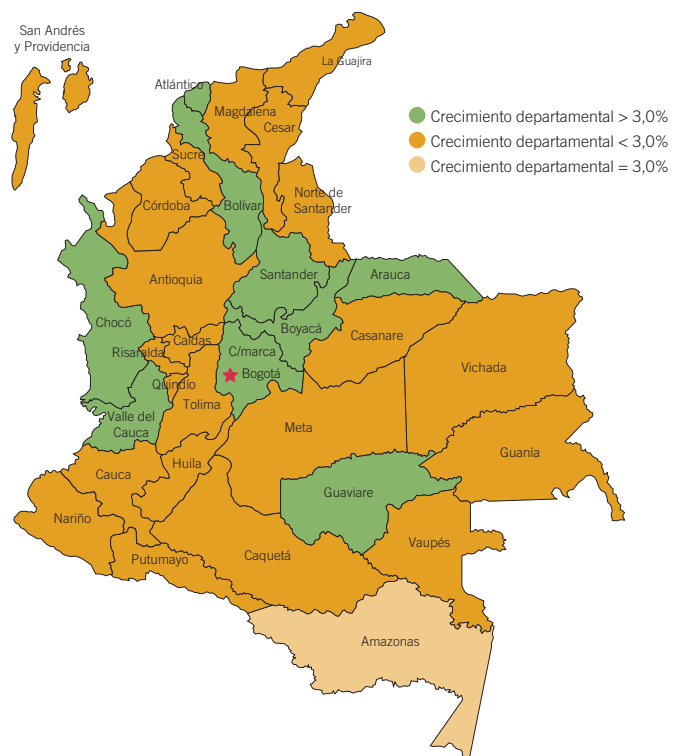 San Andrés
y Providencia
La Guajira
Atlántico
Magdalena
Cesar
Crecimiento departamental > 3,0%
Crecimiento departamental < 3,0%
Crecimiento departamental = 3,0%
Sucre
Córdoba
Bolívar
Norte de
Santander
Antioquia
Santander
Arauca
Chocó
Boyacá
Casanare
Risaralda
Caldas
C/marca
Bogotá
Vichada
Quindío
Tolima
Valle del
Cauca
Meta
Guanía
Cauca
Huila
Guaviare
Nariño
Vaupés
Putumayo
Caquetá
Amazonas